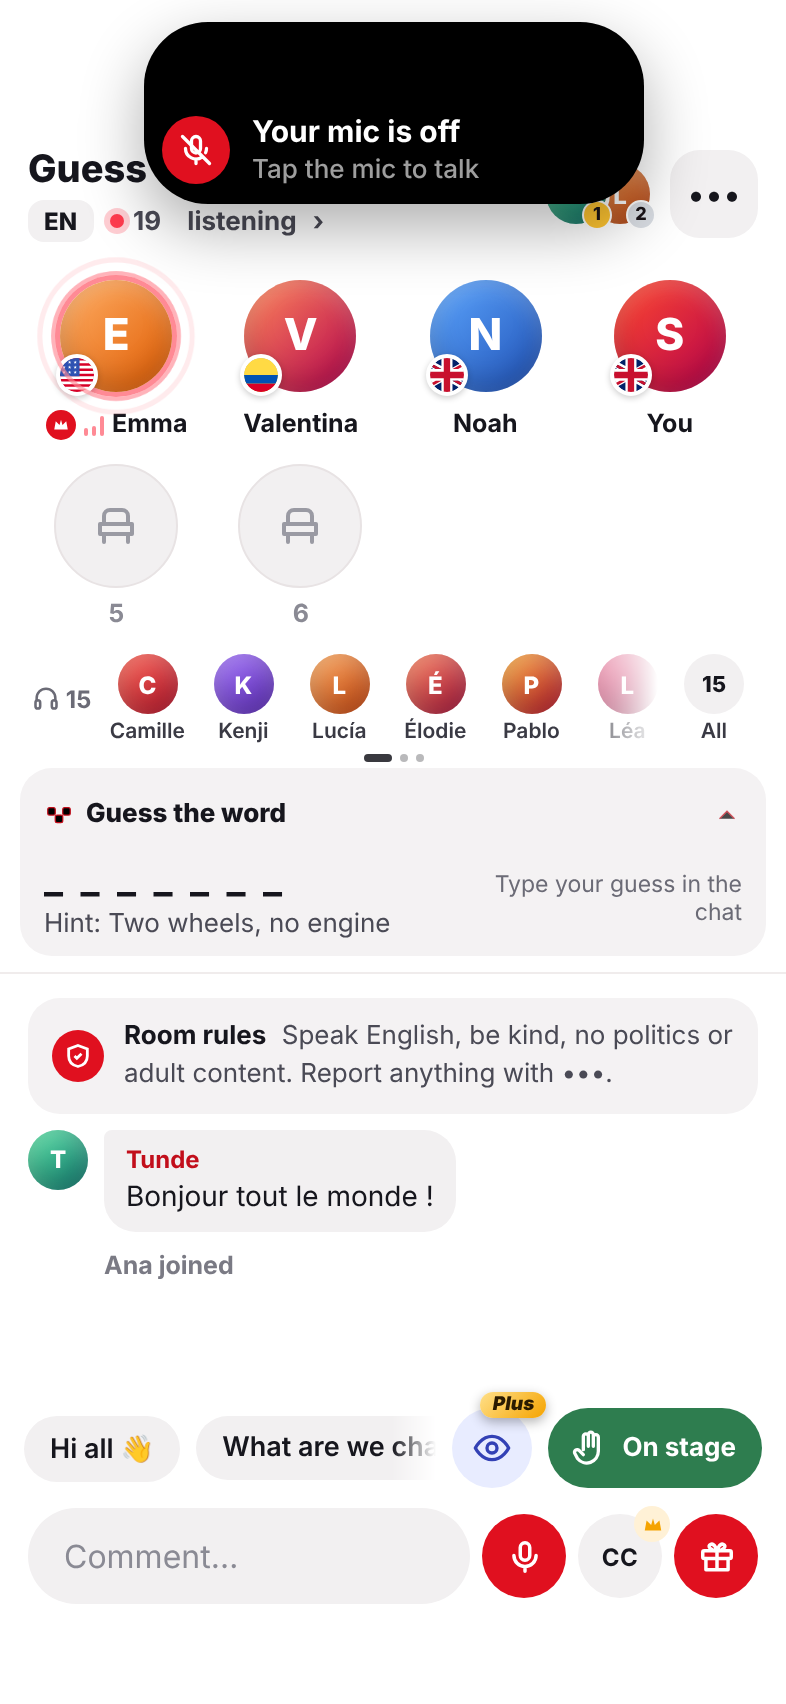 Your mic is off
Tap the mic to talk
Guess
L
1
2
EN
19 listening ›
E
V
N
S
Emma
Valentina
Noah
You
5
6
15
C
K
L
É
P
L
15
Camille
Kenji
Lucía
Élodie
Pablo
Léa
All
Guess the word
_ _ _ _ _ _ _
Type your guess in the
chat
Hint: Two wheels, no engine
Room rules Speak English, be kind, no politics or
adult content. Report anything with •••.
T
Tunde
Bonjour tout le monde !
Ana joined
Plus
Hi all 👋
What are we cha
On stage
Comment...
CC